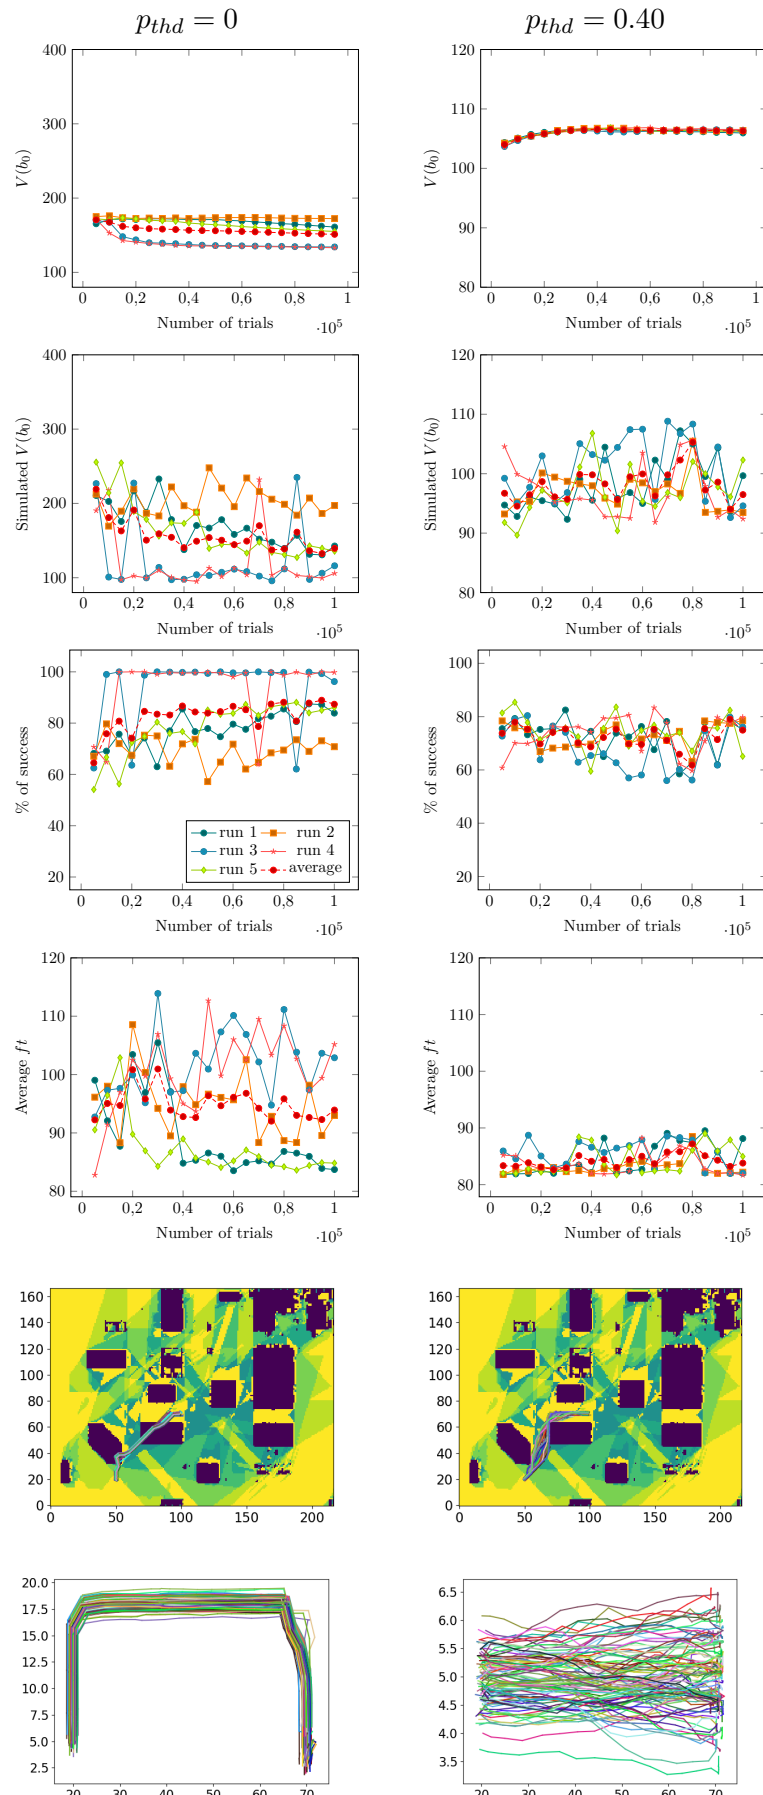 p_thd = 0
p_thd = 0.40
400
300
200
100
V(b0)
0 0,2 0,4 0,6 0,8 1
Number of trials
·10^5
120
110
100
90
80
V(b0)
0 0,2 0,4 0,6 0,8 1
Number of trials
·10^5
400
300
200
100
Simulated V(b0)
0 0,2 0,4 0,6 0,8 1
Number of trials
·10^5
120
110
100
90
80
Simulated V(b0)
0 0,2 0,4 0,6 0,8 1
Number of trials
·10^5
100
80
60
40
20
% of success
run 1 run 2
run 3 run 4
run 5 average
0 0,2 0,4 0,6 0,8 1
Number of trials
·10^5
100
80
60
40
20
% of success
0 0,2 0,4 0,6 0,8 1
Number of trials
·10^5
120
110
100
90
80
Average ft
0 0,2 0,4 0,6 0,8 1
Number of trials
·10^5
120
110
100
90
80
Average ft
0 0,2 0,4 0,6 0,8 1
Number of trials
·10^5
160
140
120
100
80
60
40
20
0
0 50 100 150 200
160
140
120
100
80
60
40
20
0
0 50 100 150 200
20.0
17.5
15.0
12.5
10.0
7.5
5.0
2.5
20 30 40 50 60 70
6.5
6.0
5.5
5.0
4.5
4.0
3.5
20 30 40 50 60 70